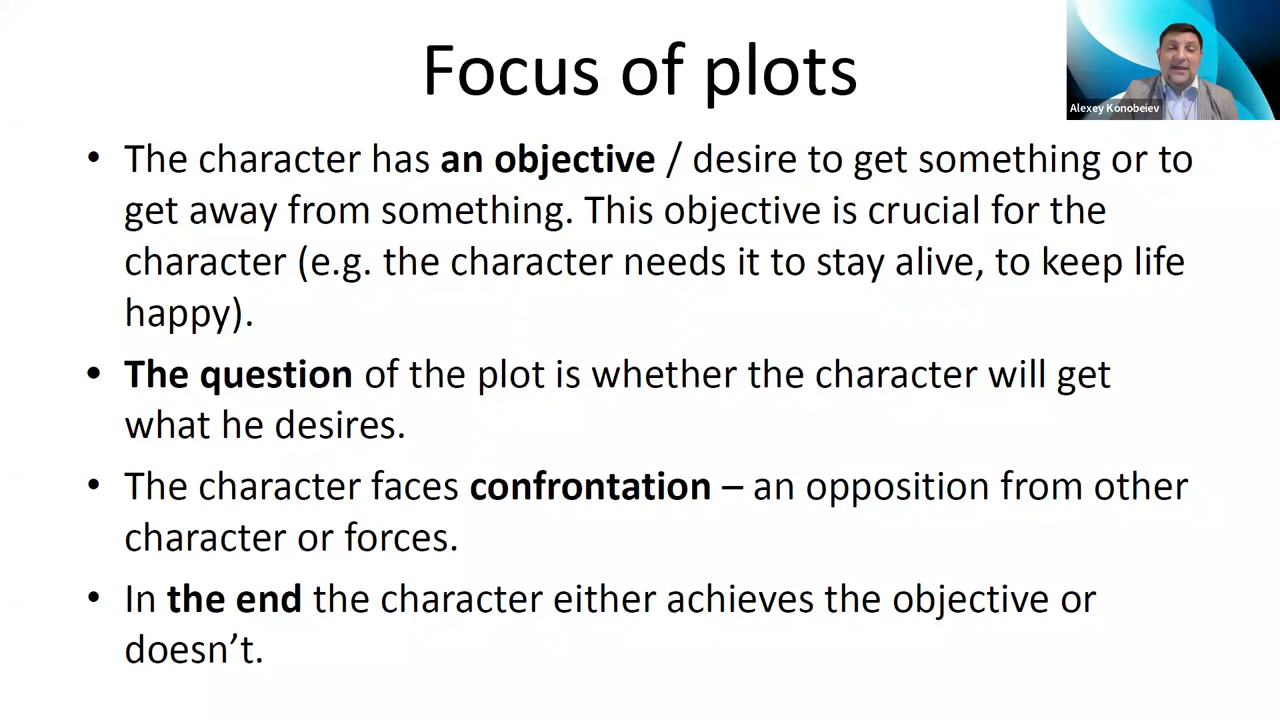 Focus of plots
Alexey Konobeiev
• The character has an objective / desire to get something or to
get away from something. This objective is crucial for the
character (e.g. the character needs it to stay alive, to keep life
happy).
• The question of the plot is whether the character will get
what he desires.
• The character faces confrontation – an opposition from other
character or forces.
• In the end the character either achieves the objective or
doesn’t.